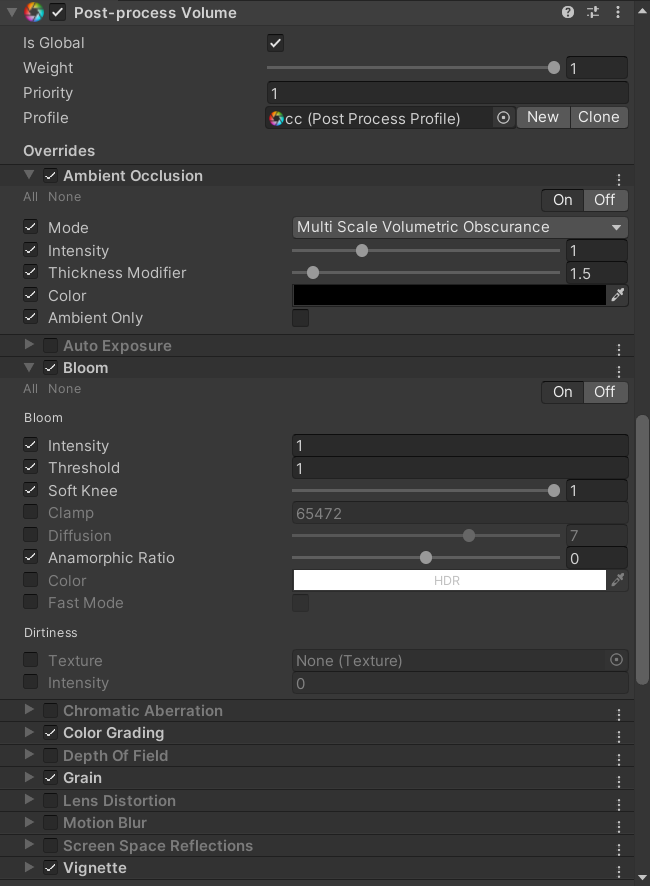 Post-process Volume
Is Global
Weight 1
Priority 1
Profile cc (Post Process Profile) New Clone
Overrides
Ambient Occlusion
All None On Off
Mode Multi Scale Volumetric Obscurance
Intensity 1
Thickness Modifier 1.5
Color
Ambient Only
Auto Exposure
Bloom
All None On Off
Bloom
Intensity 1
Threshold 1
Soft Knee 1
Clamp 65472
Diffusion 7
Anamorphic Ratio 0
Color HDR
Fast Mode
Dirtiness
Texture None (Texture)
Intensity 0
Chromatic Aberration
Color Grading
Depth Of Field
Grain
Lens Distortion
Motion Blur
Screen Space Reflections
Vignette